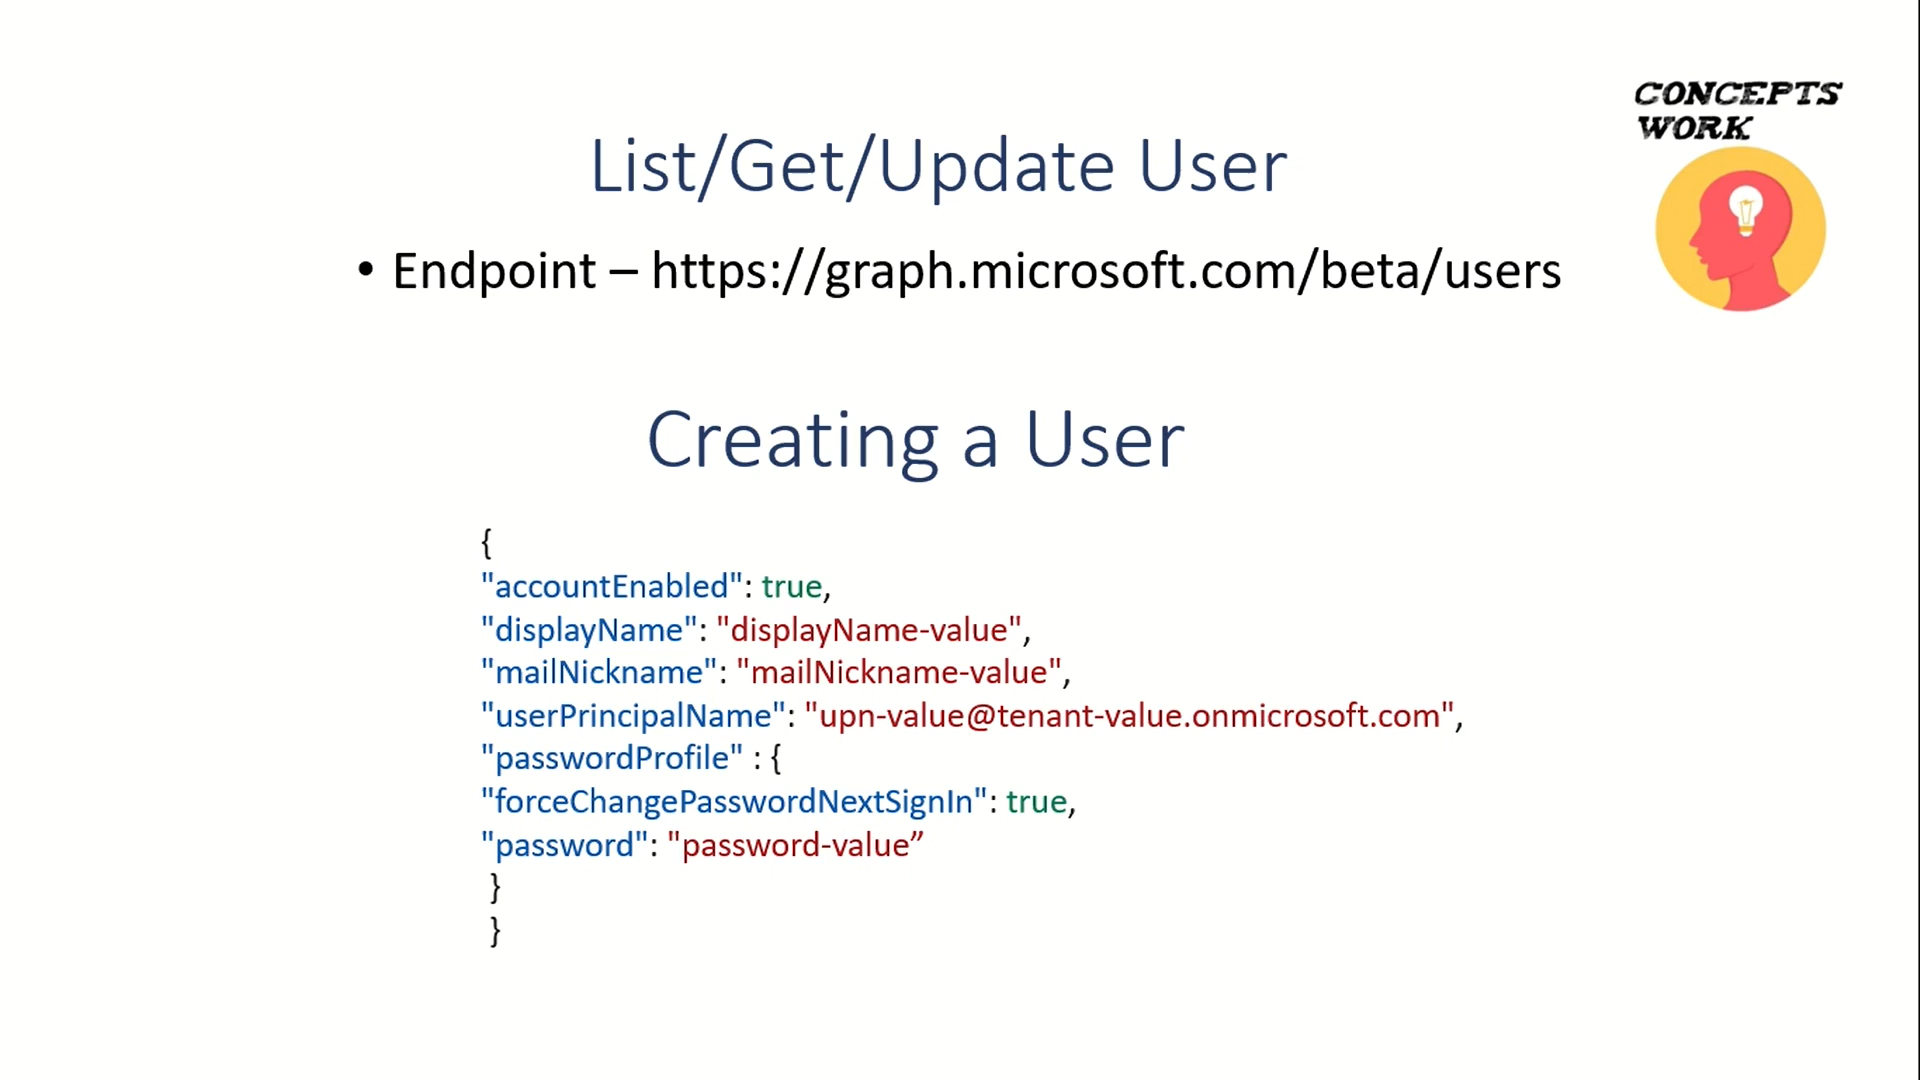 CONCEPTS
WORK
List/Get/Update User
• Endpoint – https://graph.microsoft.com/beta/users
Creating a User
{
"accountEnabled": true,
"displayName": "displayName-value",
"mailNickname": "mailNickname-value",
"userPrincipalName": "upn-value@tenant-value.onmicrosoft.com",
"passwordProfile" : {
"forceChangePasswordNextSignIn": true,
"password": "password-value”
}
}